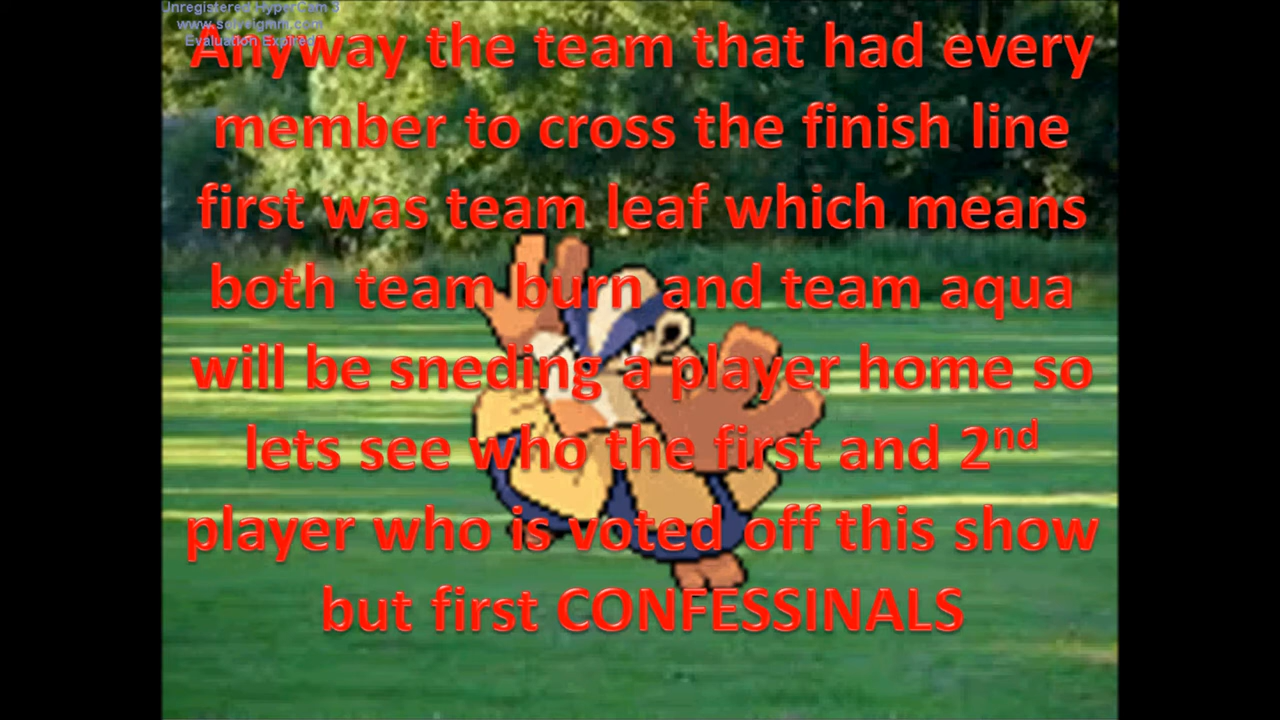 Unregistered HyperCam 3
www.solveigmm.com
Evaluation Expired!
Anyway the team that had every
member to cross the finish line
first was team leaf which means
both team burn and team aqua
will be sneding a player home so
lets see who the first and 2nd
player who is voted off this show
but first CONFESSINALS